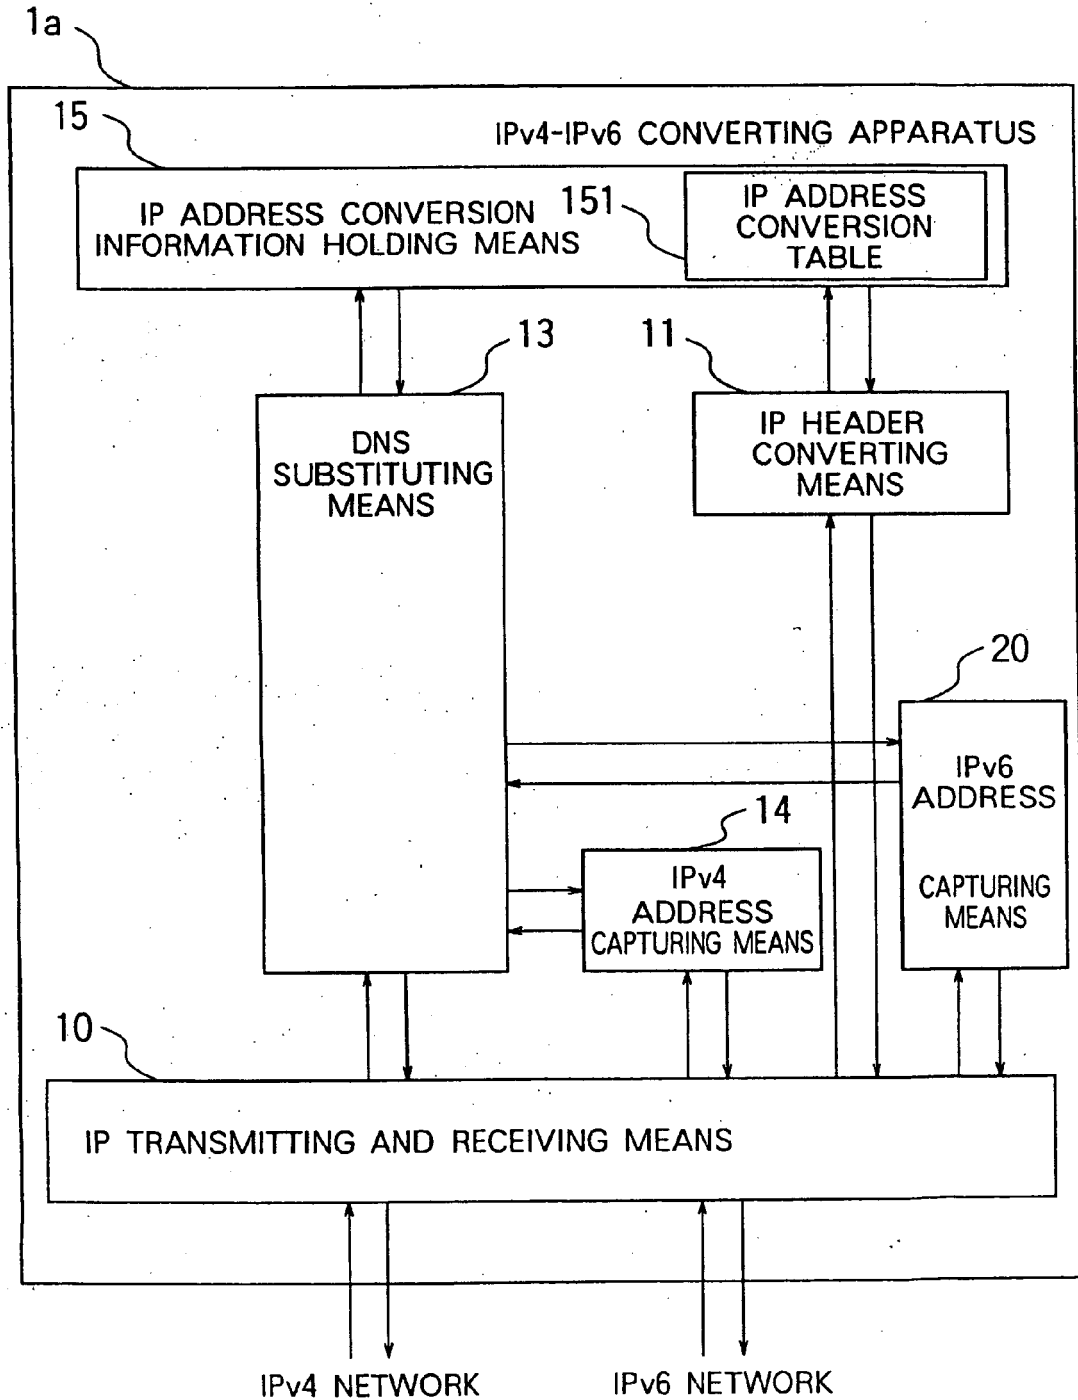 1a
15
IPv4-IPv6 CONVERTING APPARATUS
IP ADDRESS CONVERSION
INFORMATION HOLDING MEANS
151
IP ADDRESS
CONVERSION
TABLE
13
11
DNS
SUBSTITUTING
MEANS
IP HEADER
CONVERTING
MEANS
20
IPv6
ADDRESS
CAPTURING
MEANS
14
IPv4
ADDRESS
CAPTURING MEANS
10
IP TRANSMITTING AND RECEIVING MEANS
IPv4 NETWORK
IPv6 NETWORK